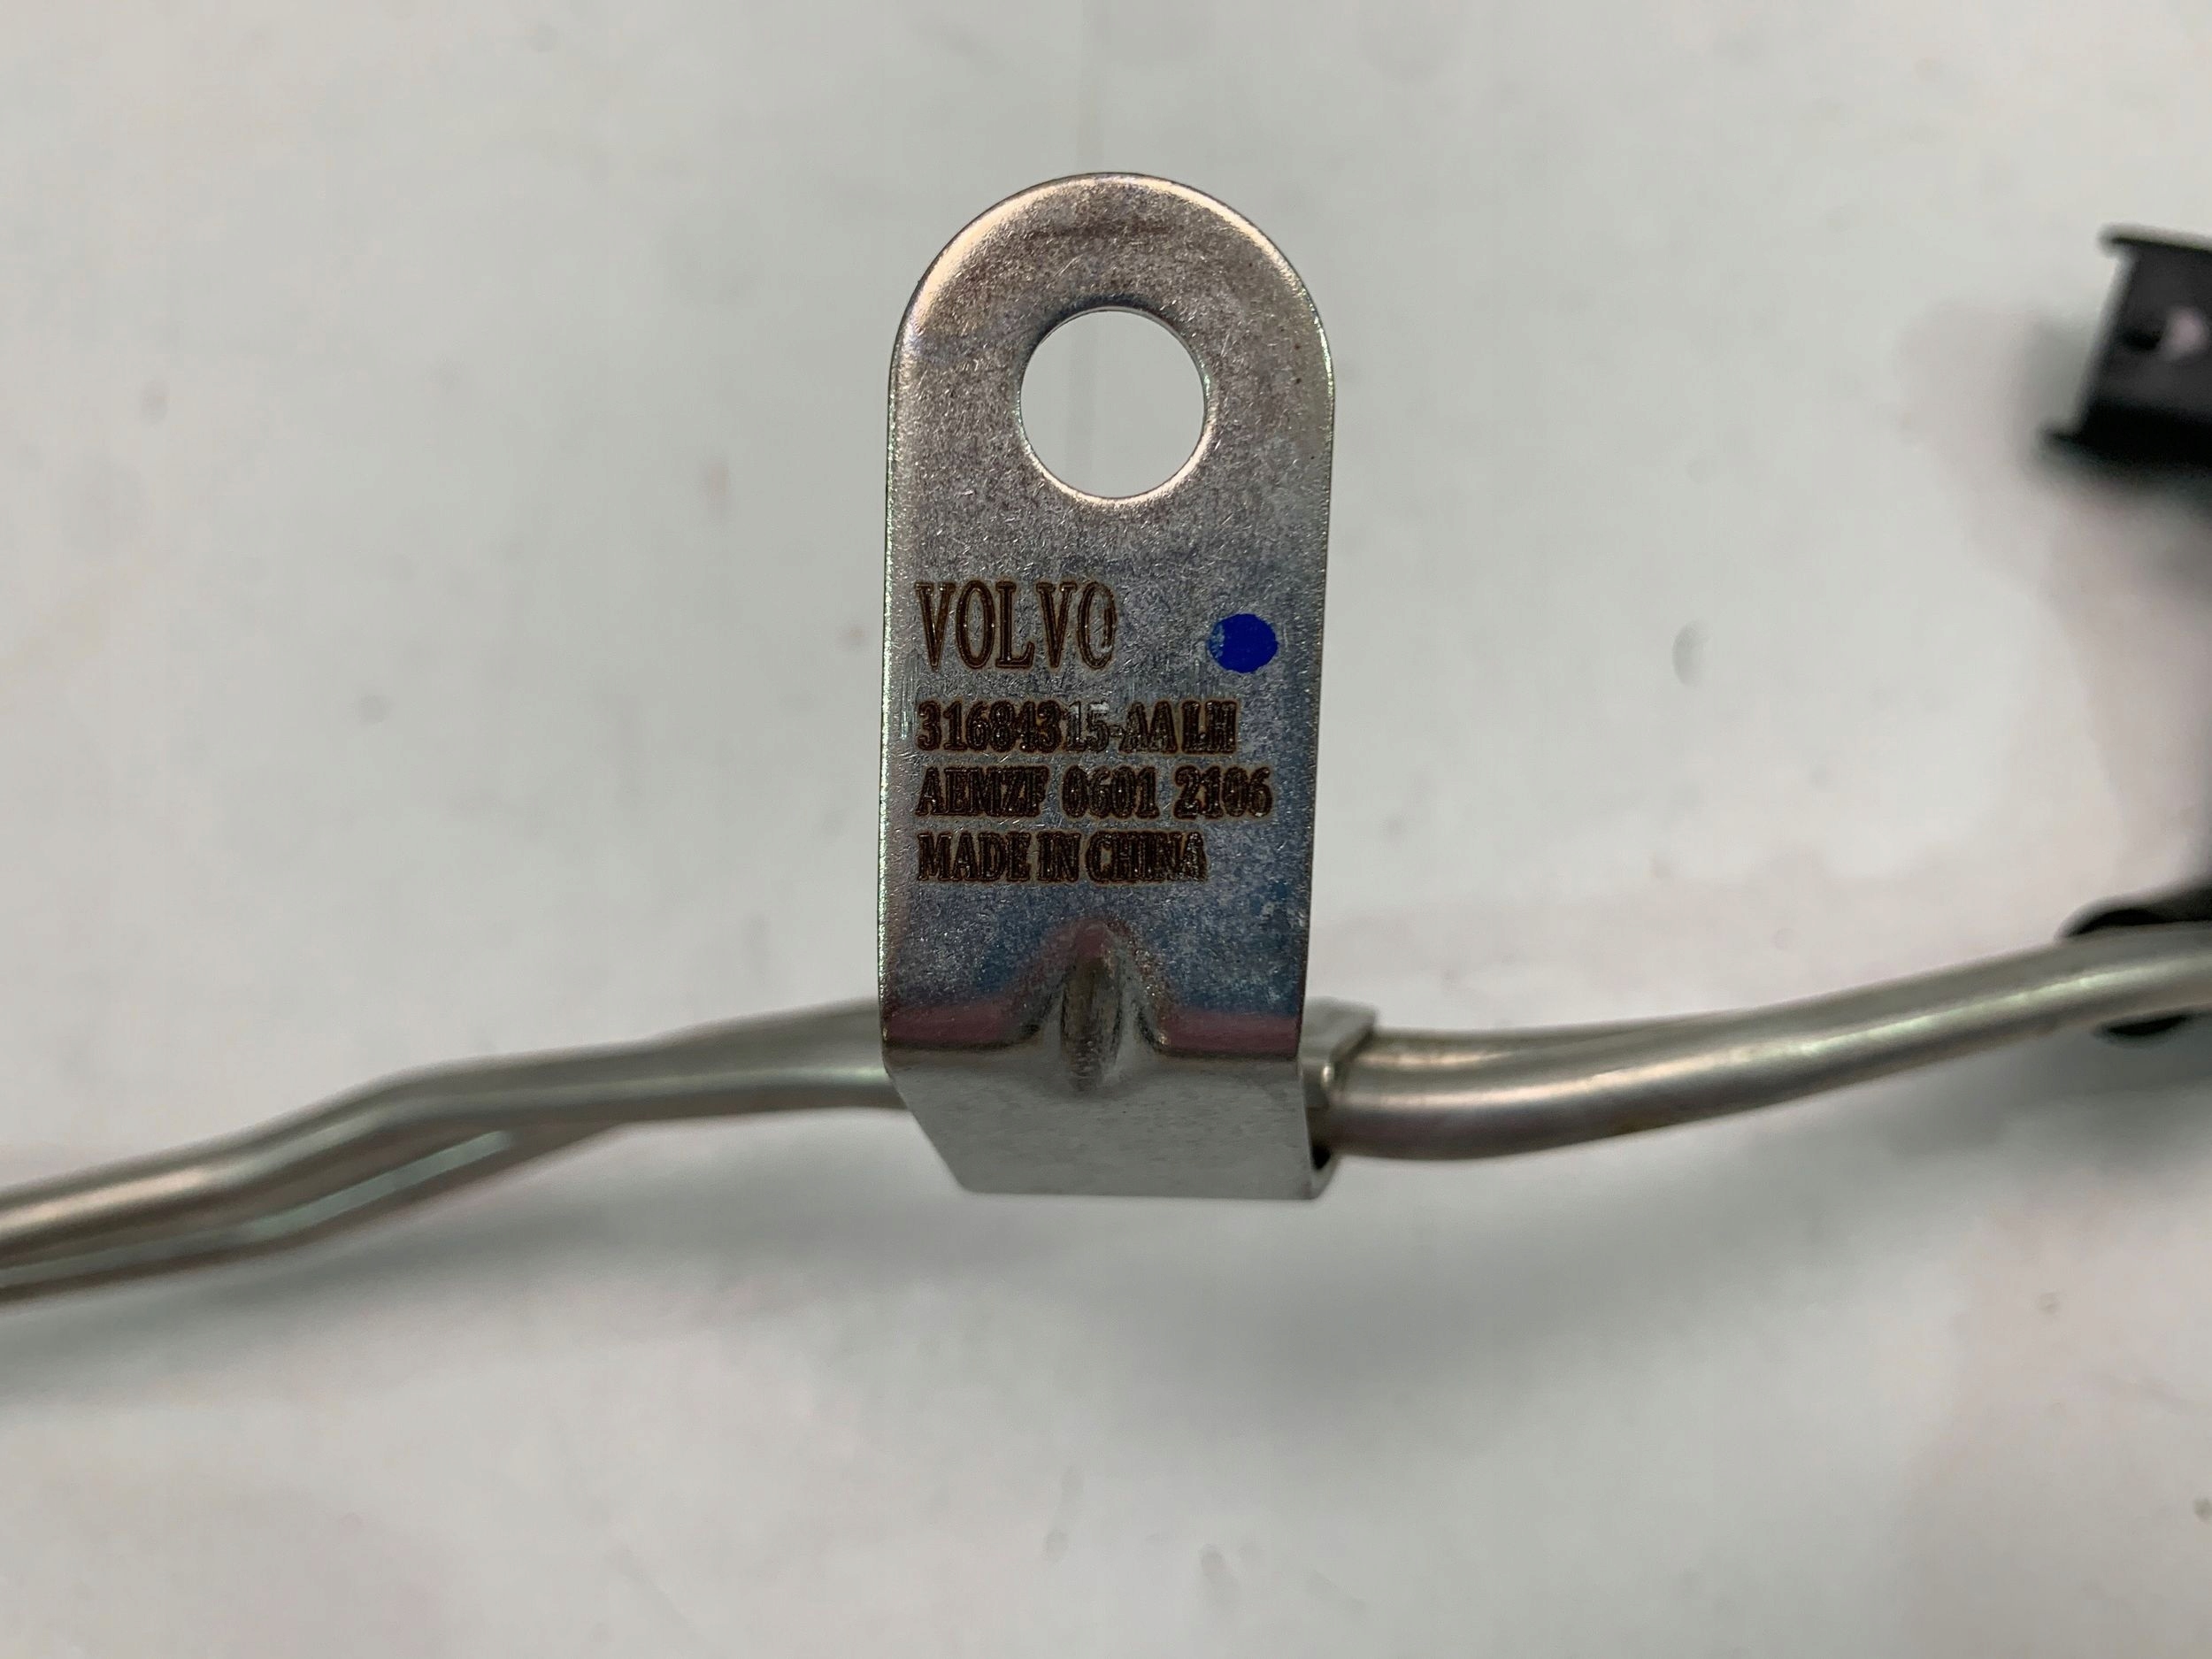 VOLVO
31684315-AA LH
AEMZF 0601 2106
MADE IN CHINA